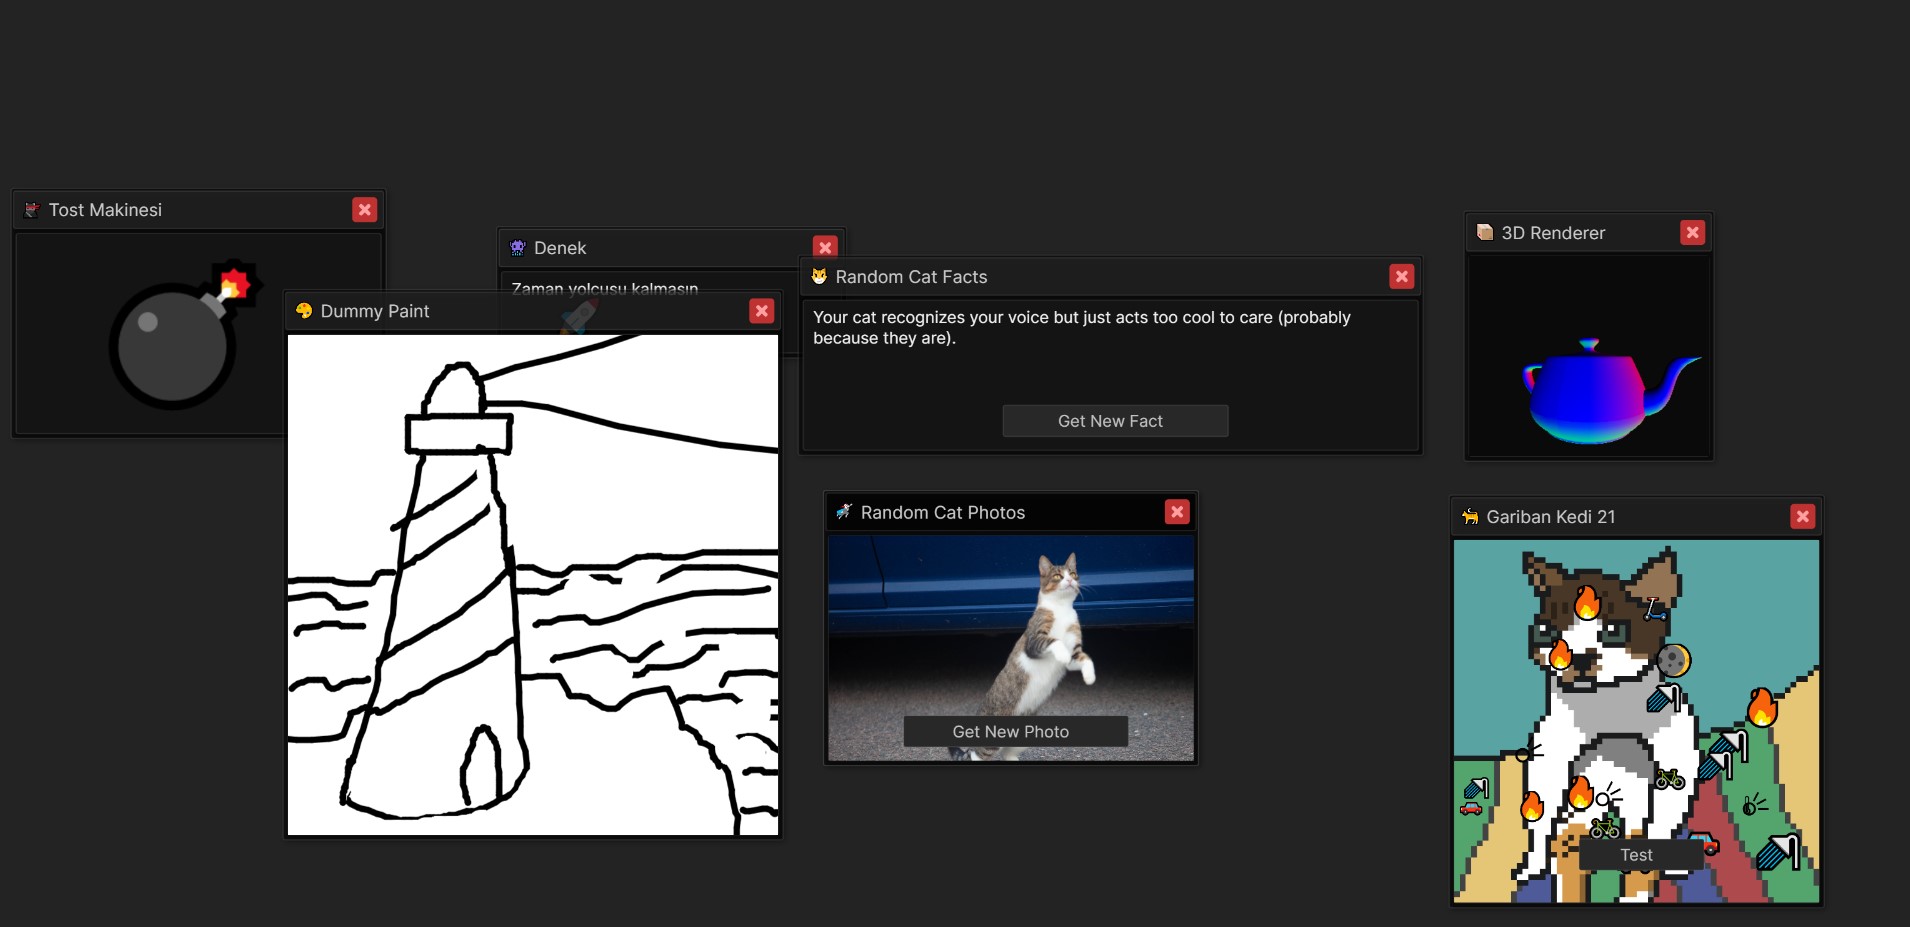 Tost Makinesi
Denek
Zaman yolcusu kalmasın
Dummy Paint
Random Cat Facts
Your cat recognizes your voice but just acts too cool to care (probably
because they are).
Get New Fact
3D Renderer
Random Cat Photos
Get New Photo
Gariban Kedi 21
Test